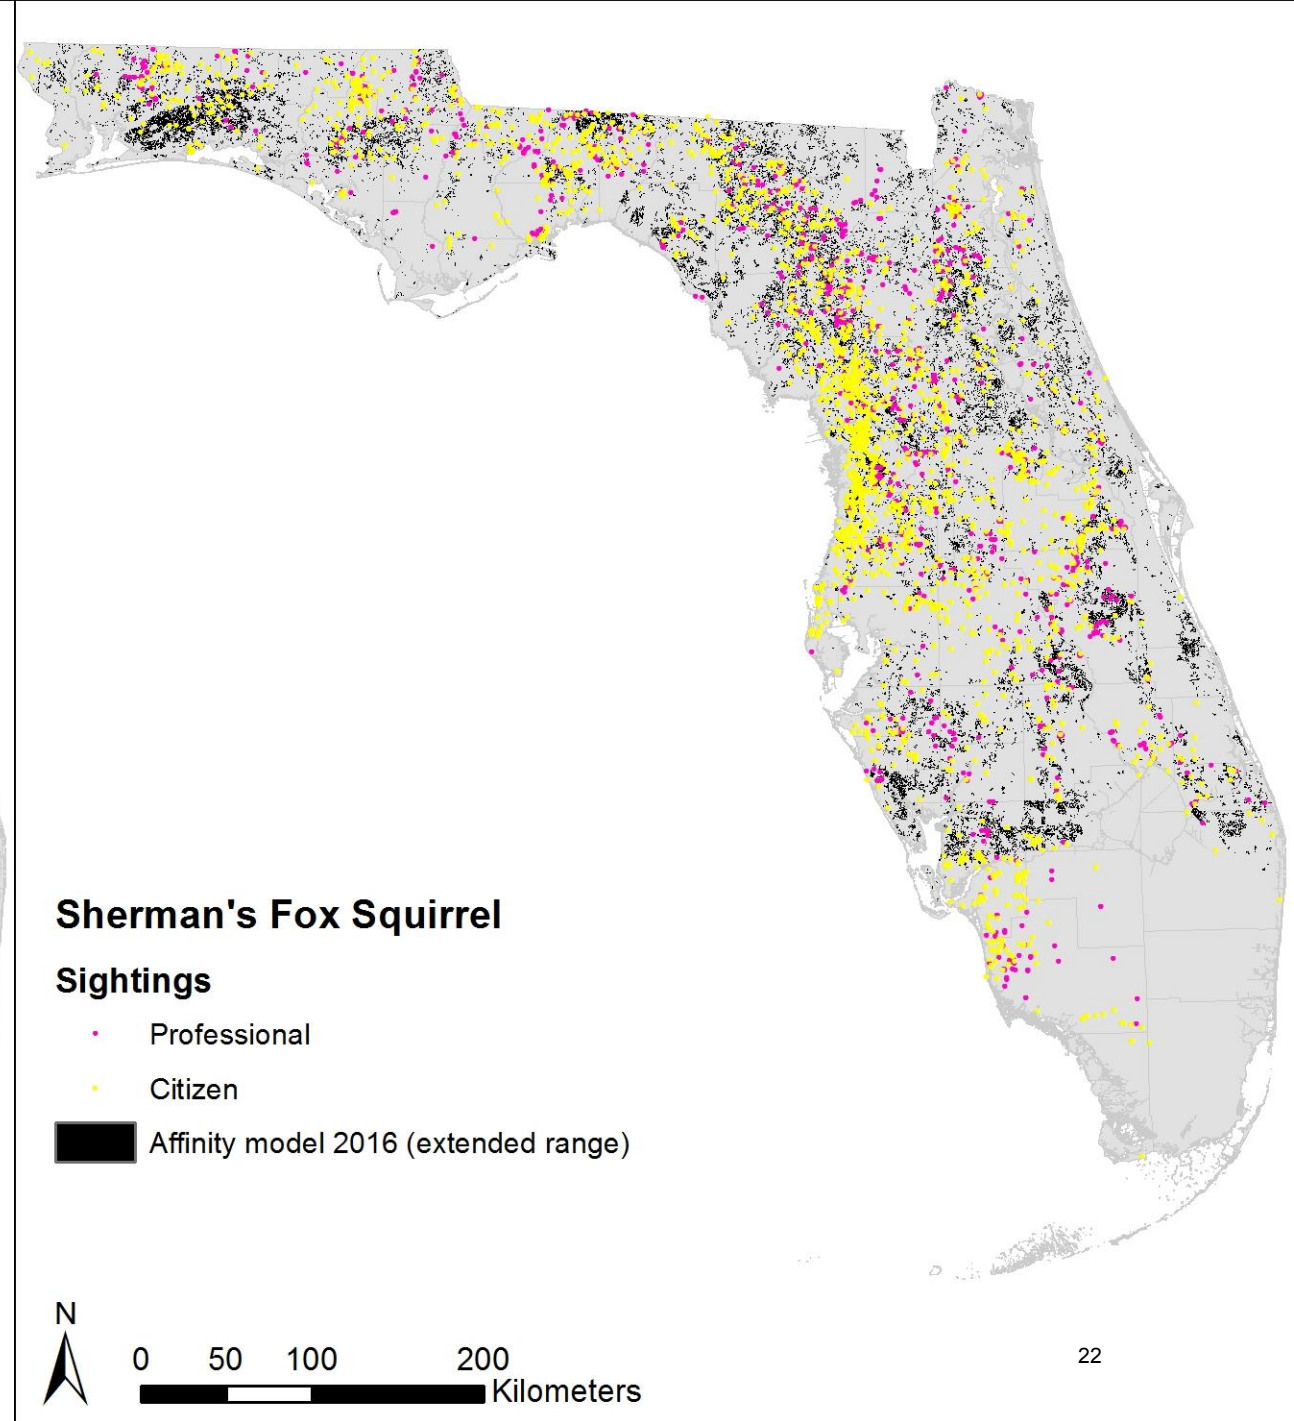 Sherman's Fox Squirrel
Sightings
Professional
Citizen
Affinity model 2016 (extended range)
N
0 50 100 200
Kilometers
22